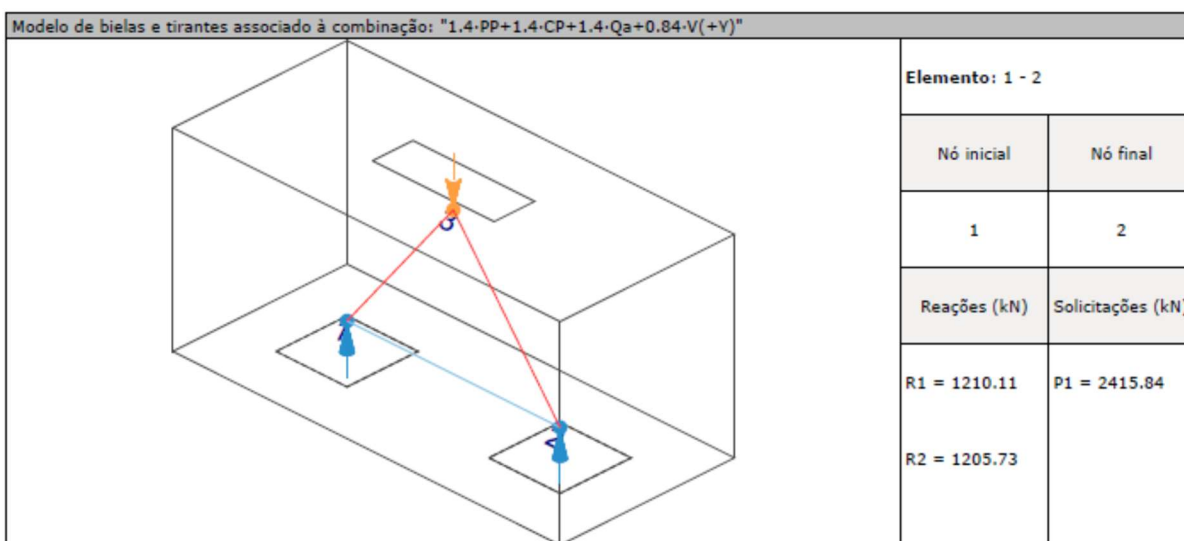 Modelo de bielas e tirantes associado à combinação: "1.4·PP+1.4·CP+1.4·Qa+0.84·V(+Y)"
Elemento: 1 - 2
Nó inicial Nó final
1 2
Reações (kN) Solicitações (kN)
R1 = 1210.11 P1 = 2415.84
R2 = 1205.73
3